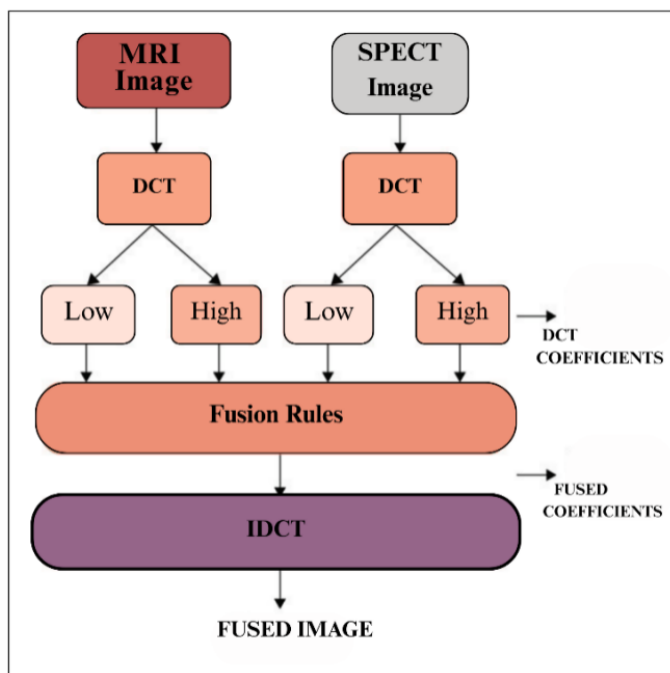 MRI
Image
SPECT
Image
DCT
DCT
Low
High
Low
High
DCT
COEFFICIENTS
Fusion Rules
FUSED
COEFFICIENTS
IDCT
FUSED IMAGE